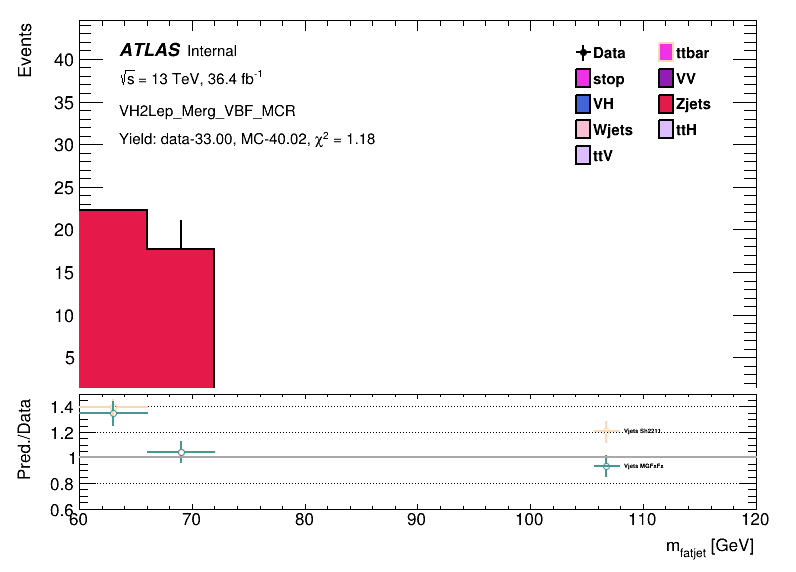 Events
ATLAS Internal
√s = 13 TeV, 36.4 fb⁻¹
VH2Lep_Merg_VBF_MCR
Yield: data-33.00, MC-40.02, χ² = 1.18
Data ttbar
stop VV
VH Zjets
Wjets ttH
ttV
40
35
30
25
20
15
10
5
Pred./Data
1.4
1.2
1
0.8
0.6
Vjets Sh2211
Vjets MGFxFx
60 70 80 90 100 110 120
m_fatjet [GeV]